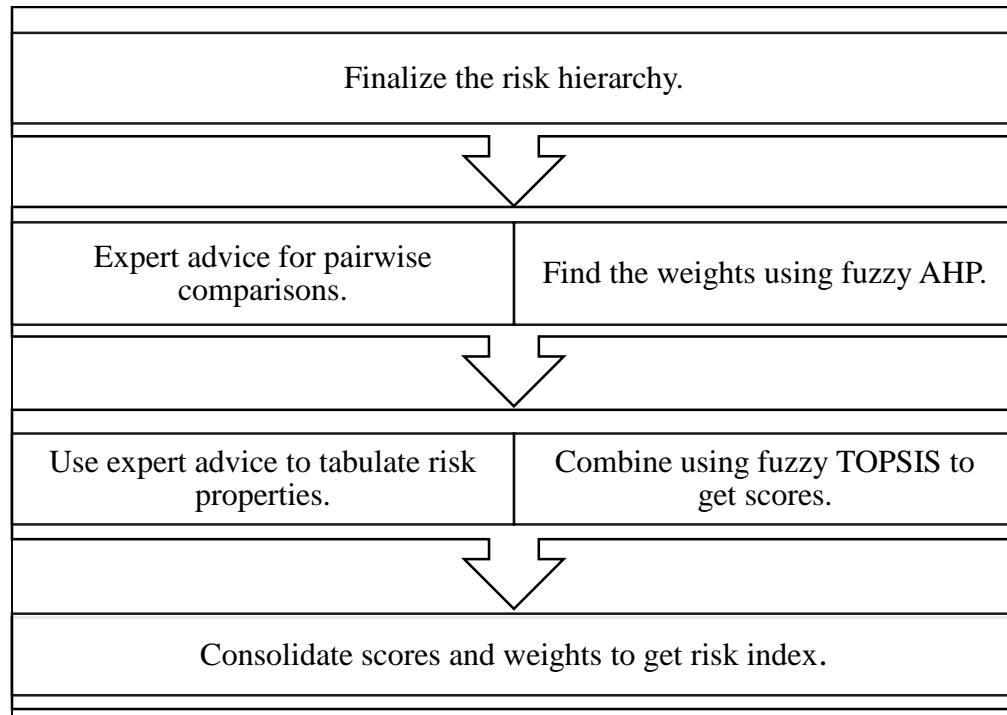 Finalize the risk hierarchy.
Expert advice for pairwise
comparisons.
Find the weights using fuzzy AHP.
Use expert advice to tabulate risk
properties.
Combine using fuzzy TOPSIS to
get scores.
Consolidate scores and weights to get risk index.